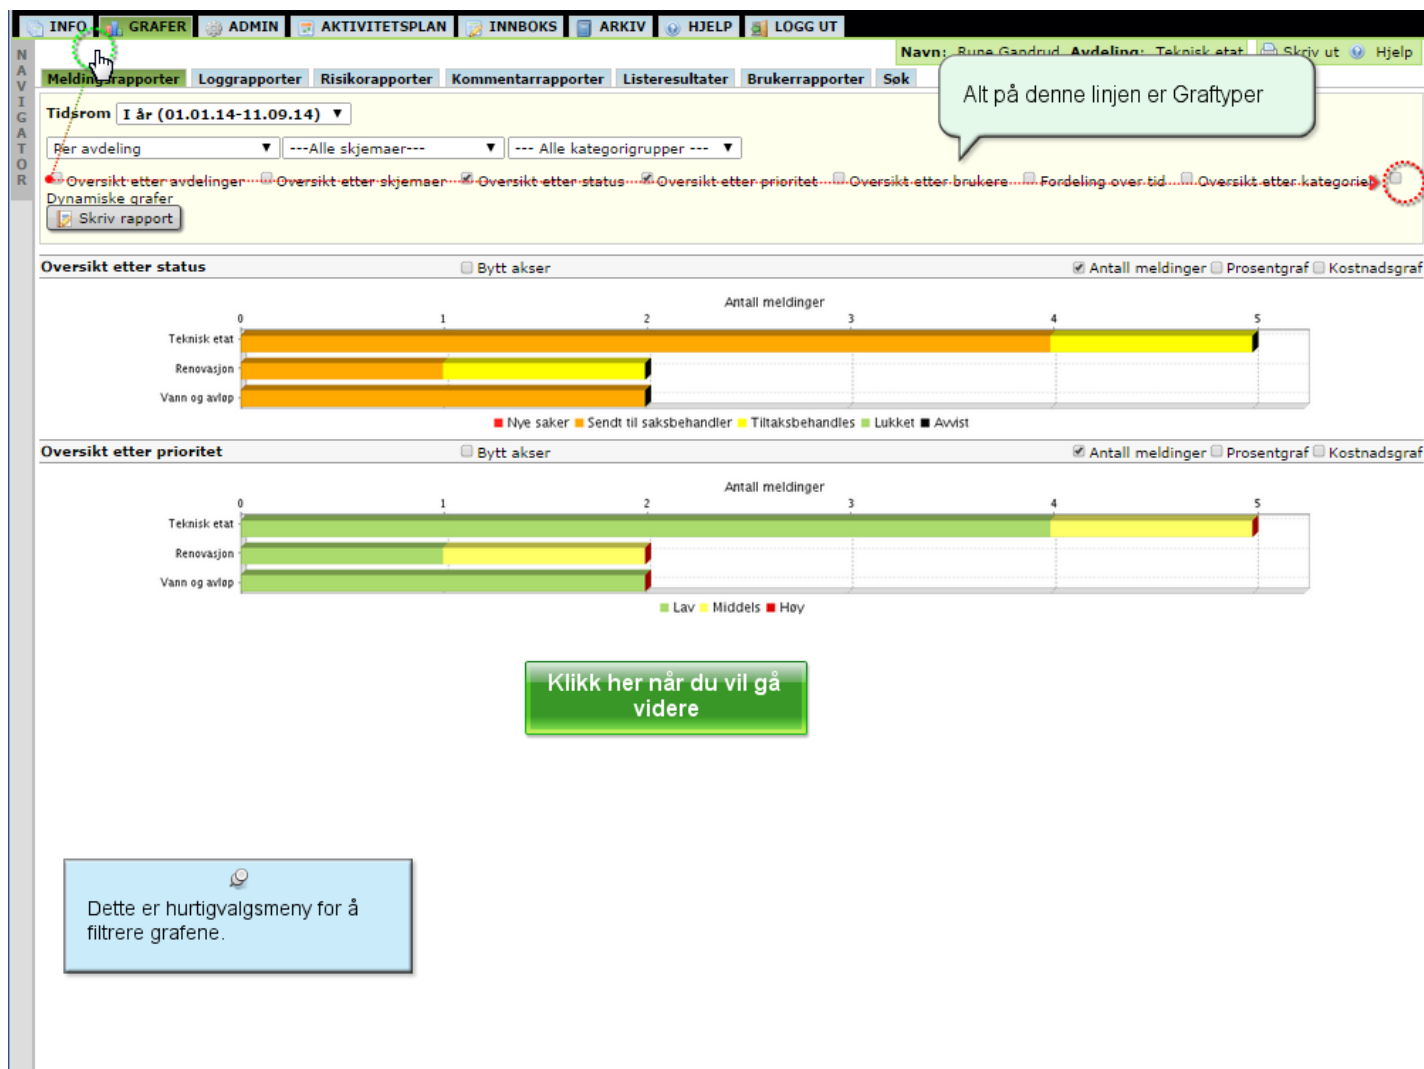 INFO GRAFER ADMIN AKTIVITETSPLAN INNBOKS ARKIV HJELP LOGG UT
NAVIGATOR
Navn: Rune Gandrud Avdeling: Teknisk etat Skriv ut Hjelp
Meldingsrapporter Loggrapporter Risikorapporter Kommentarrapporter Listeresultater Brukerrapporter Søk
Alt på denne linjen er Graftyper
Tidsrom I år (01.01.14-11.09.14)
Per avdeling ---Alle skjemaer--- --- Alle kategorigrupper ---
Oversikt etter avdelinger Oversikt etter skjemaer Oversikt etter status Oversikt etter prioritet Oversikt etter brukere Fordeling over tid Oversikt etter kategorier
Dynamiske grafer
Skriv rapport
Oversikt etter status Bytt akser Antall meldinger Prosentgraf Kostnadsgraf
Antall meldinger
0 1 2 3 4 5
Teknisk etat
Renovasjon
Vann og avløp
Nye saker Sendt til saksbehandler Tiltaksbehandles Lukket Avvist
Oversikt etter prioritet Bytt akser Antall meldinger Prosentgraf Kostnadsgraf
Antall meldinger
0 1 2 3 4 5
Teknisk etat
Renovasjon
Vann og avløp
Lav Middels Høy
Klikk her når du vil gå
videre
Dette er hurtigvalgsmeny for å
filtrere grafene.